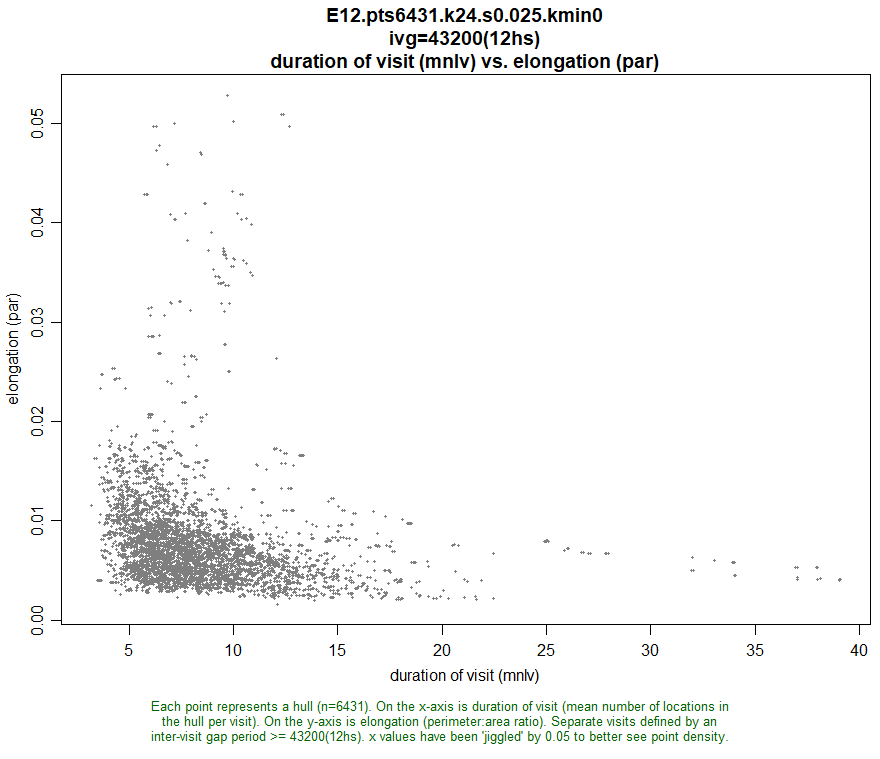 E12.pts6431.k24.s0.025.kmin0
ivg=43200(12hs)
duration of visit (mnlv) vs. elongation (par)
elongation (par)
0.05
0.04
0.03
0.02
0.01
0.00
5 10 15 20 25 30 35 40
duration of visit (mnlv)
Each point represents a hull (n=6431). On the x-axis is duration of visit (mean number of locations in
the hull per visit). On the y-axis is elongation (perimeter:area ratio). Separate visits defined by an
inter-visit gap period >= 43200(12hs). x values have been 'jiggled' by 0.05 to better see point density.